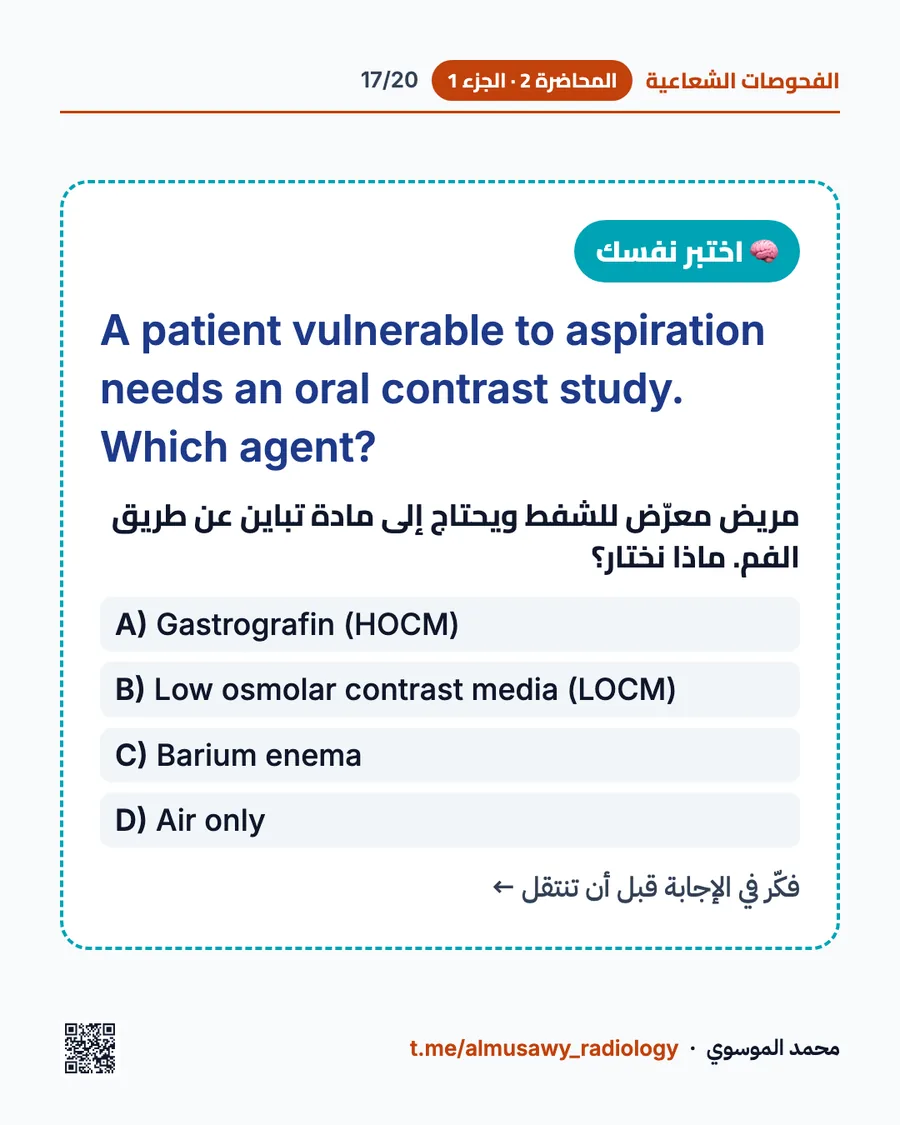 الفحوصات الشعاعية
المحاضرة 2 · الجزء 1
17/20
🧠 اختبر نفسك
A patient vulnerable to aspiration
needs an oral contrast study.
Which agent?
مريض معرّض للشفط ويحتاج إلى مادة تباين عن طريق
الفم. ماذا نختار؟
A) Gastrografin (HOCM)
B) Low osmolar contrast media (LOCM)
C) Barium enema
D) Air only
فكّر في الإجابة قبل أن تنتقل ←
محمد الموسوي · t.me/almusawy_radiology